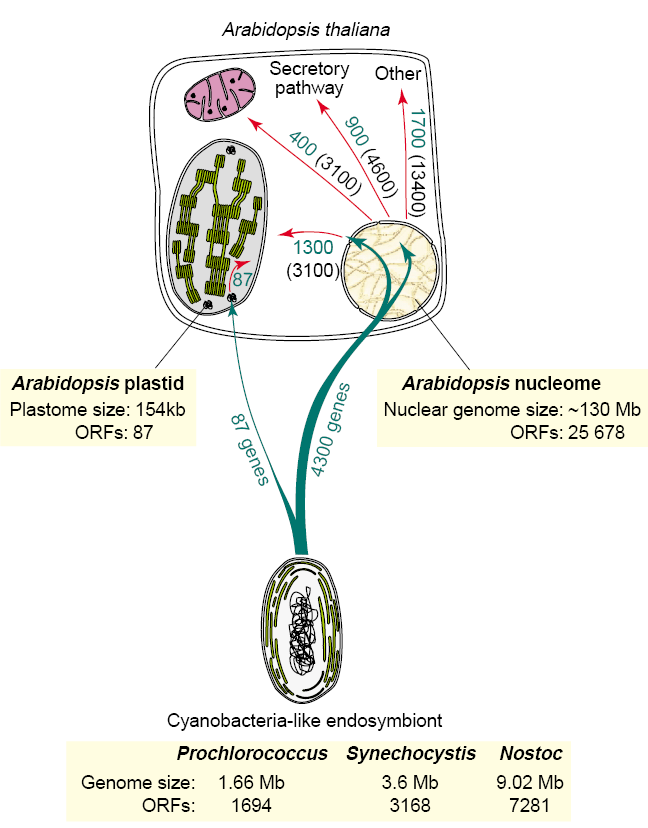 Arabidopsis thaliana
Secretory
pathway
Other
400 (3100)
900 (4600)
1700 (13400)
1300
(3100)
87
Arabidopsis plastid
Plastome size: 154kb
ORFs: 87
Arabidopsis nucleome
Nuclear genome size: ~130 Mb
ORFs: 25 678
87 genes
4300 genes
Cyanobacteria-like endosymbiont
Prochlorococcus Synechocystis Nostoc
Genome size: 1.66 Mb 3.6 Mb 9.02 Mb
ORFs: 1694 3168 7281